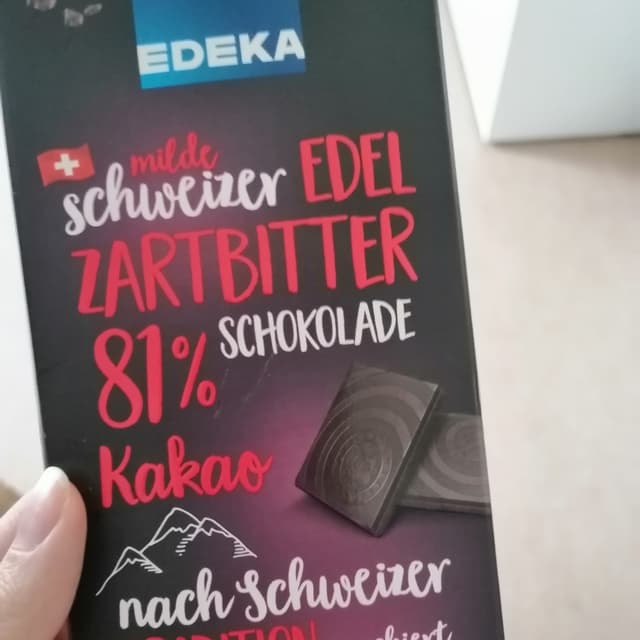 EDEKA
milde
schweizer EDEL
ZARTBITTER
81% SCHOKOLADE
Kakao
nach Schweizer